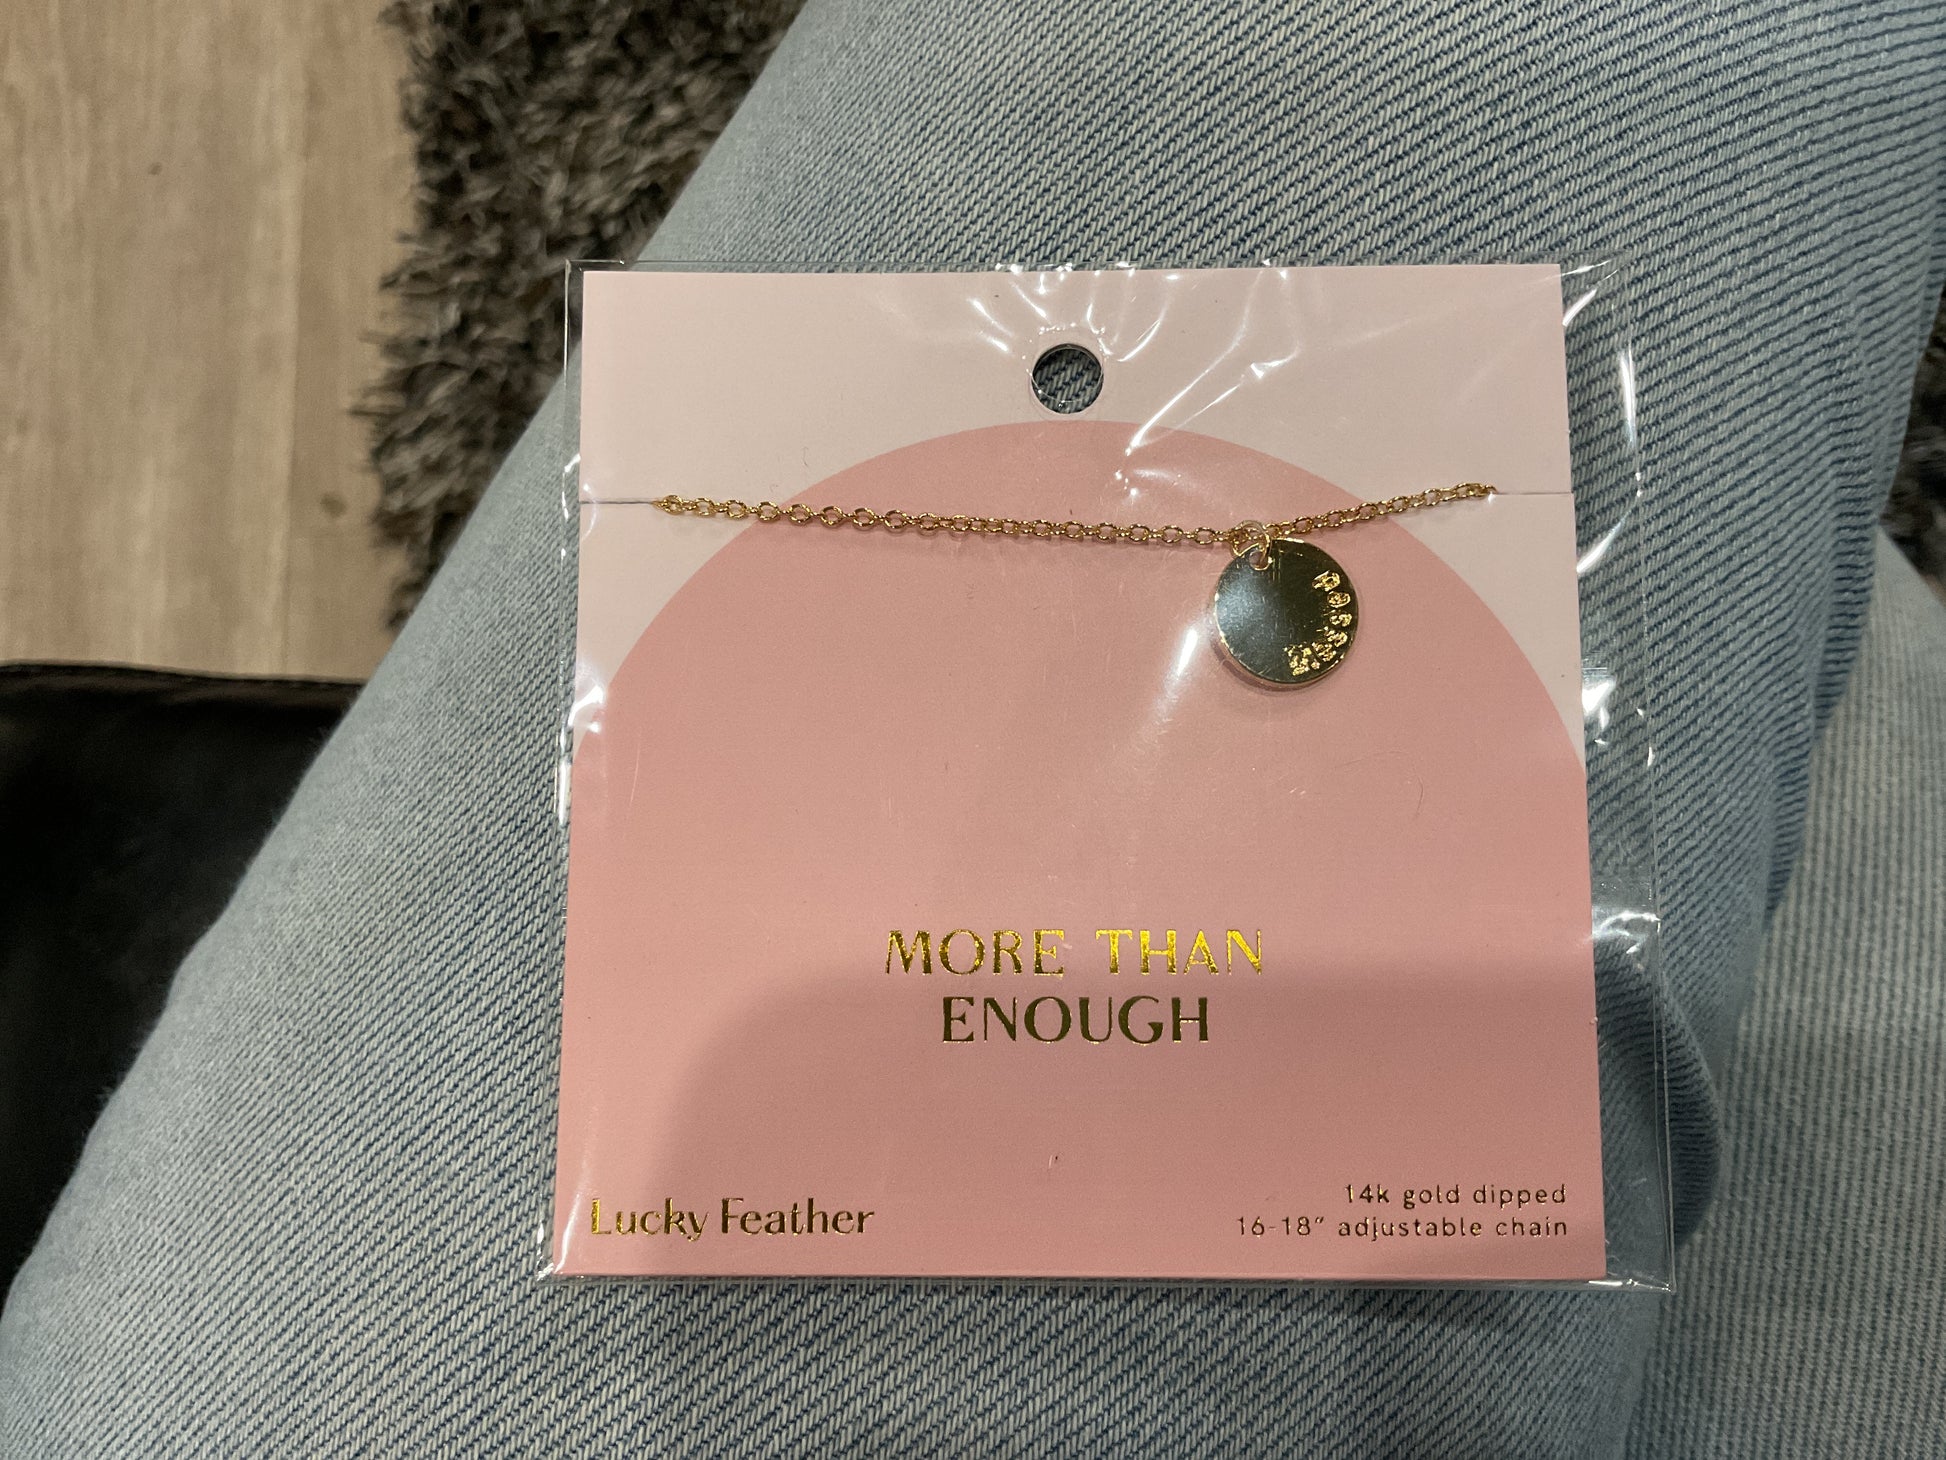 MORE THAN
ENOUGH
Lucky Feather
14k gold dipped
16-18" adjustable chain